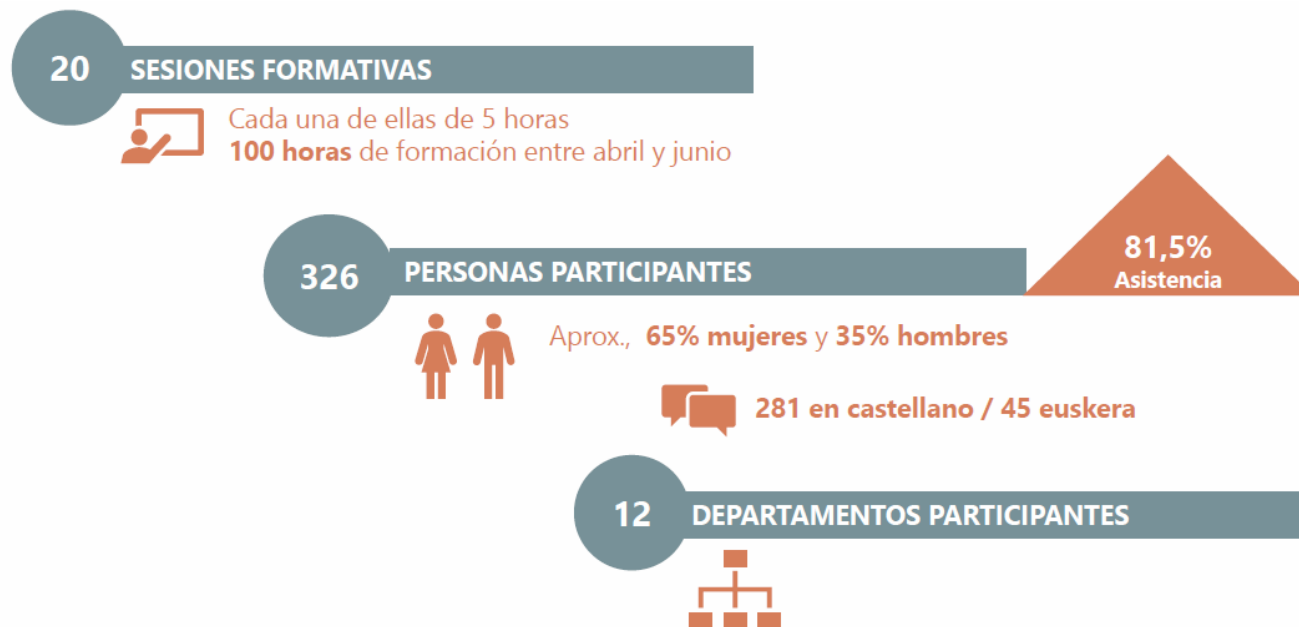 20 SESIONES FORMATIVAS
Cada una de ellas de 5 horas
100 horas de formación entre abril y junio
326 PERSONAS PARTICIPANTES
81,5%
Asistencia
Aprox., 65% mujeres y 35% hombres
281 en castellano / 45 euskera
12 DEPARTAMENTOS PARTICIPANTES